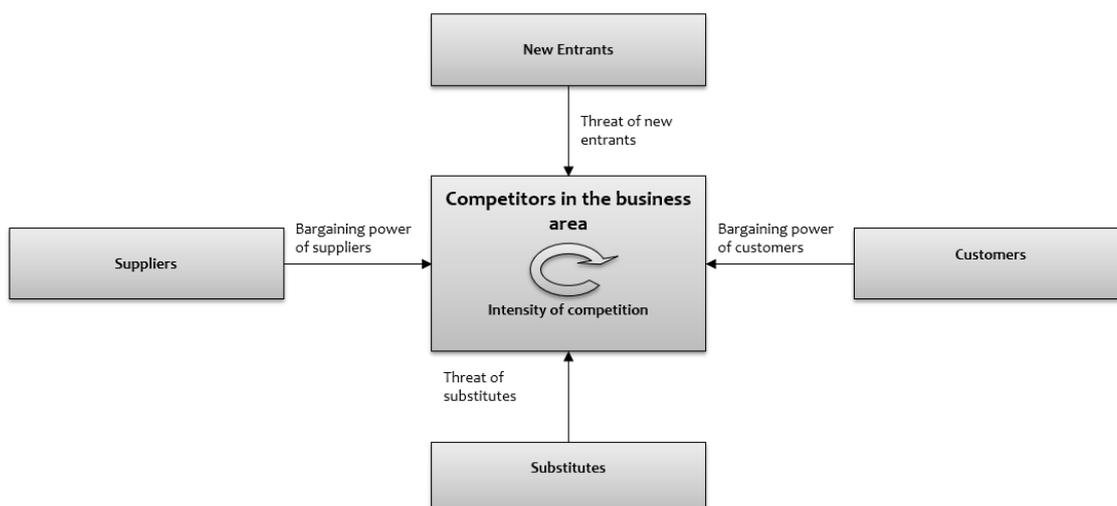 New Entrants
Threat of new
entrants
Competitors in the business
area
Intensity of competition
Bargaining power
of suppliers
Suppliers
Bargaining power
of customers
Customers
Threat of
substitutes
Substitutes